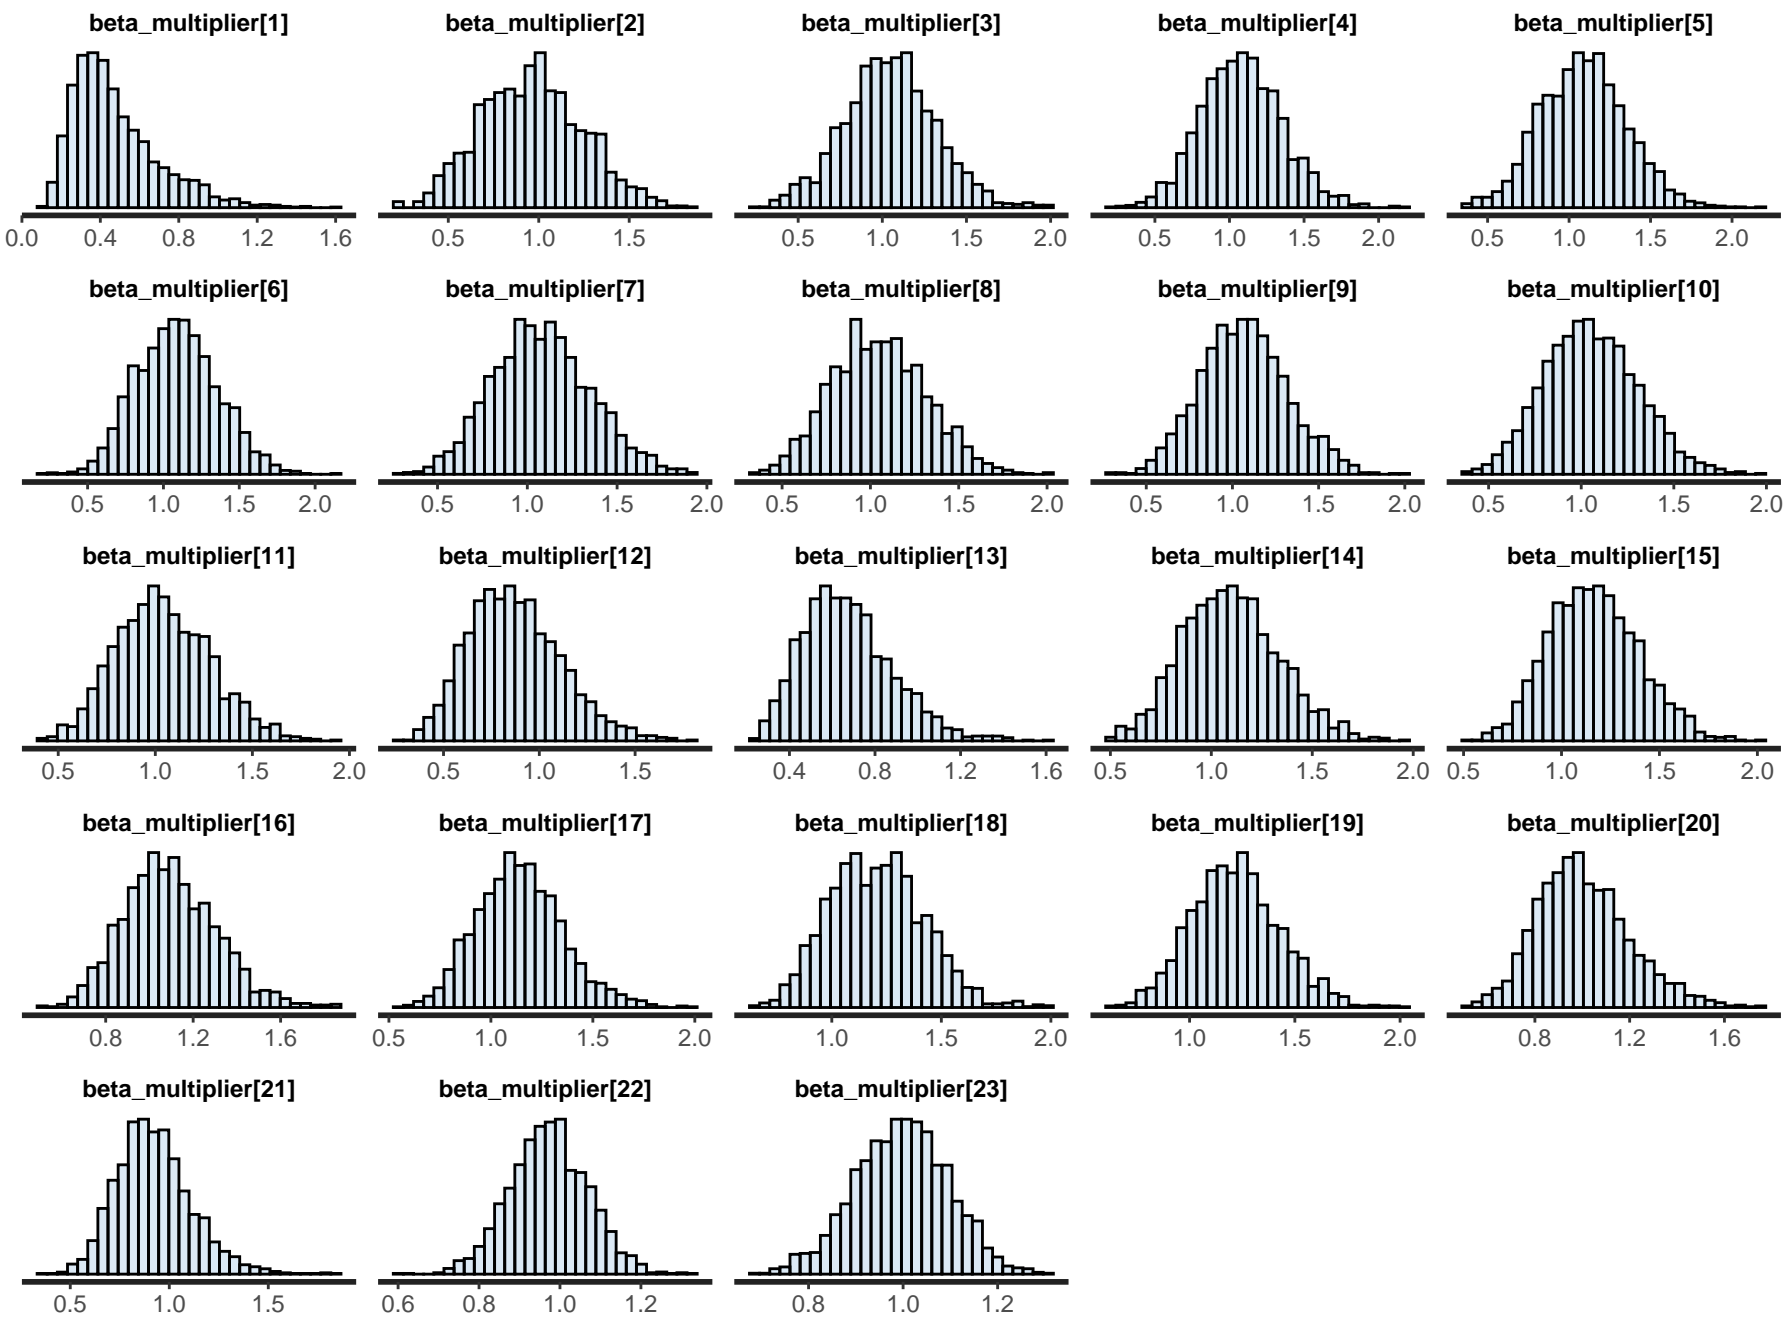 beta_multiplier[1] beta_multiplier[2] beta_multiplier[3] beta_multiplier[4] beta_multiplier[5]
0.0 0.4 0.8 1.2 1.6 0.5 1.0 1.5 0.5 1.0 1.5 2.0 0.5 1.0 1.5 2.0 0.5 1.0 1.5 2.0
beta_multiplier[6] beta_multiplier[7] beta_multiplier[8] beta_multiplier[9] beta_multiplier[10]
0.5 1.0 1.5 2.0 0.5 1.0 1.5 2.0 0.5 1.0 1.5 2.0 0.5 1.0 1.5 2.0 0.5 1.0 1.5 2.0
beta_multiplier[11] beta_multiplier[12] beta_multiplier[13] beta_multiplier[14] beta_multiplier[15]
0.5 1.0 1.5 2.0 0.5 1.0 1.5 0.4 0.8 1.2 1.6 0.5 1.0 1.5 2.0 0.5 1.0 1.5 2.0
beta_multiplier[16] beta_multiplier[17] beta_multiplier[18] beta_multiplier[19] beta_multiplier[20]
0.8 1.2 1.6 0.5 1.0 1.5 2.0 1.0 1.5 2.0 1.0 1.5 2.0 0.8 1.2 1.6
beta_multiplier[21] beta_multiplier[22] beta_multiplier[23]
0.5 1.0 1.5 0.6 0.8 1.0 1.2 0.8 1.0 1.2